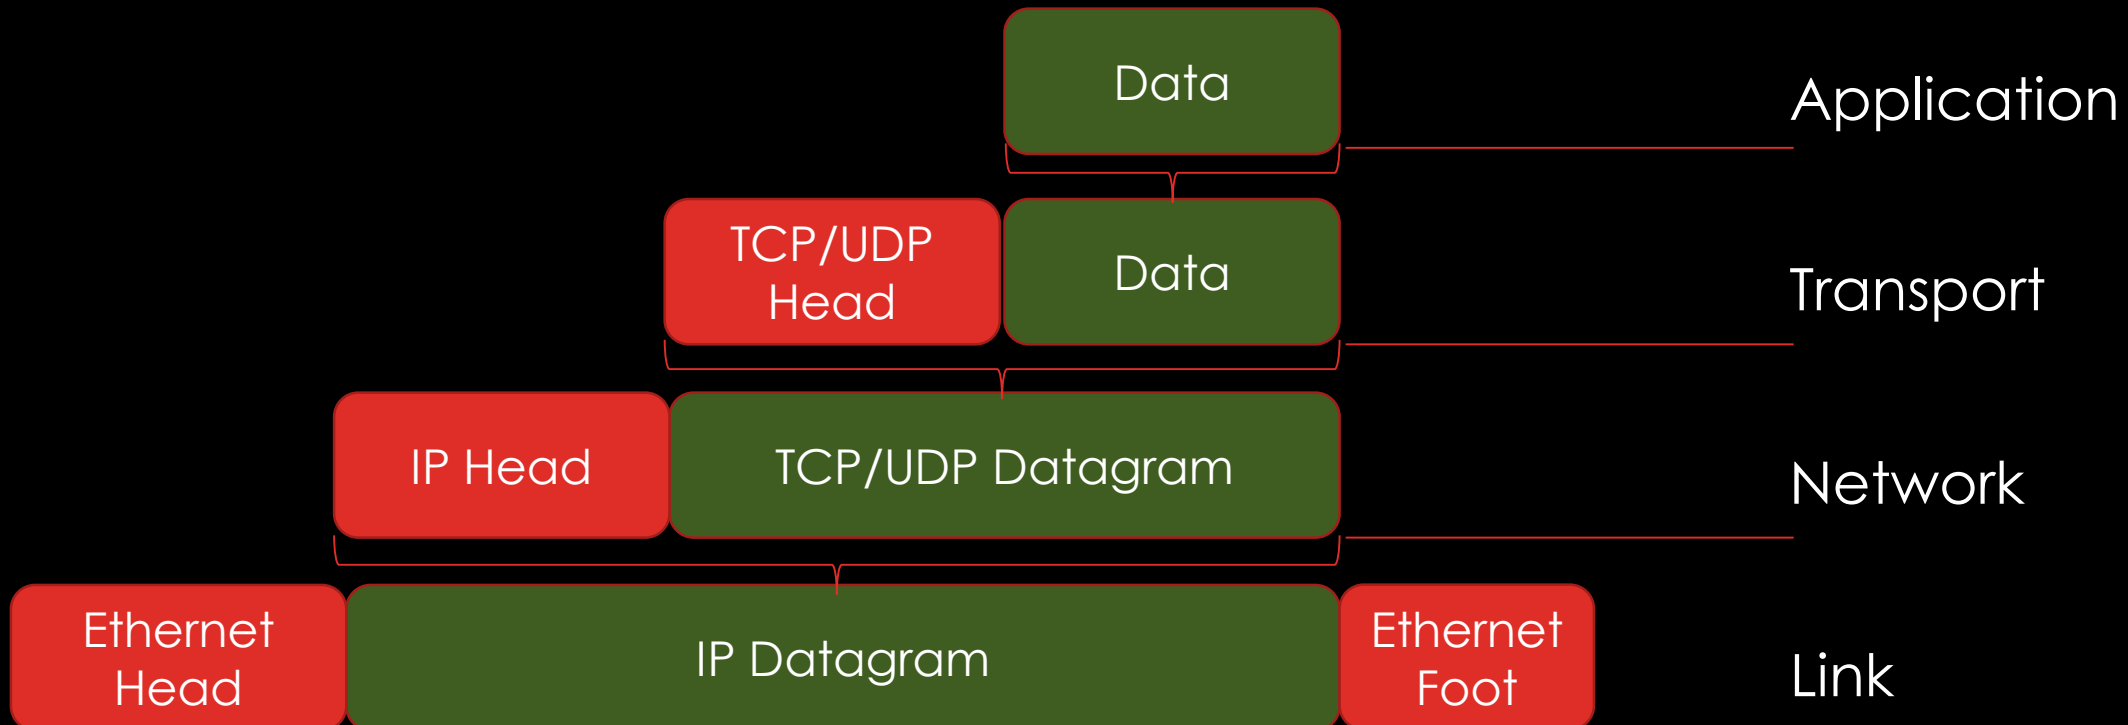 Data
Application
TCP/UDP
Head
Data
Transport
IP Head
TCP/UDP Datagram
Network
Ethernet
Head
IP Datagram
Ethernet
Foot
Link